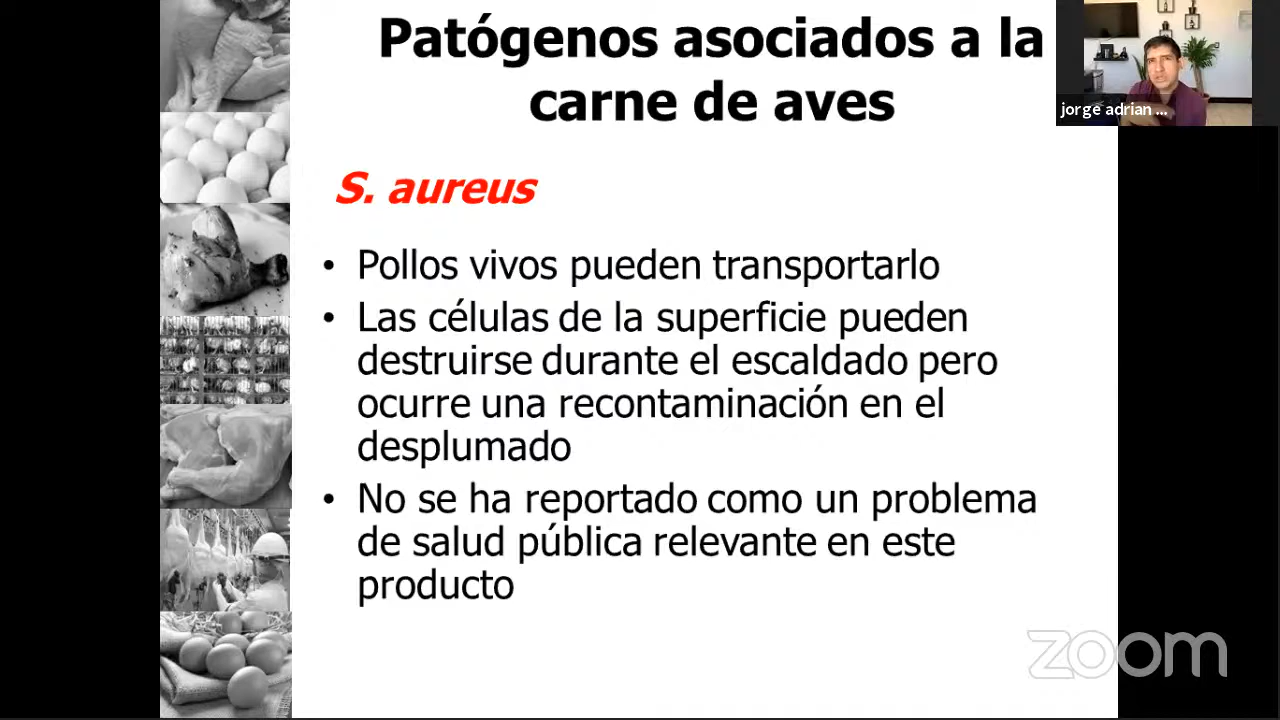 Patógenos asociados a la
carne de aves
jorge adrian ...
S. aureus
• Pollos vivos pueden transportarlo
• Las células de la superficie pueden
destruirse durante el escaldado pero
ocurre una recontaminación en el
desplumado
• No se ha reportado como un problema
de salud pública relevante en este
producto
zoom